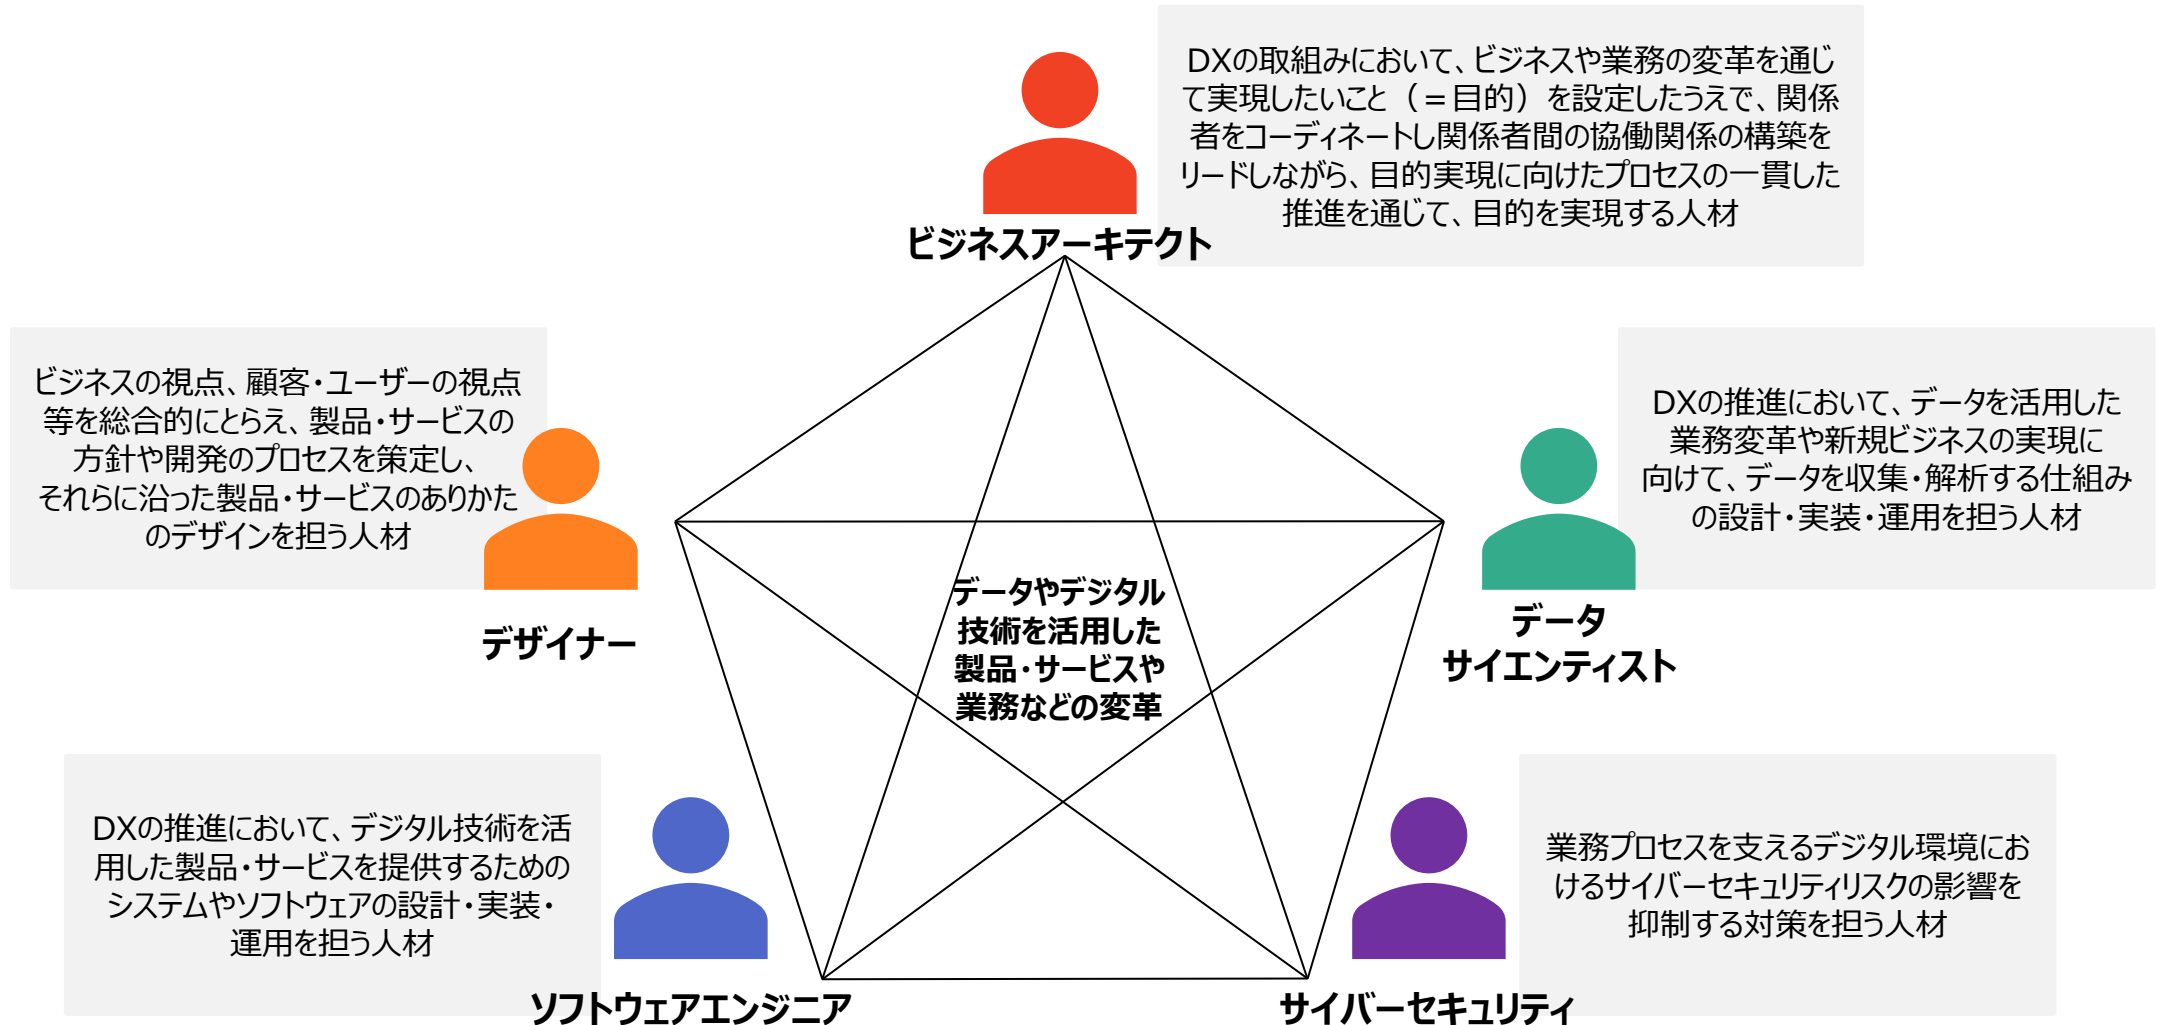 DXの取組みにおいて、ビジネスや業務の変革を通じ
て実現したいこと（＝目的）を設定したうえで、関係
者をコーディネートし関係者間の協働関係の構築を
リードしながら、目的実現に向けたプロセスの一貫した
推進を通じて、目的を実現する人材
ビジネスアーキテクト
ビジネスの視点、顧客・ユーザーの視点
等を総合的にとらえ、製品・サービスの
方針や開発のプロセスを策定し、
それらに沿った製品・サービスのありかた
のデザインを担う人材
デザイナー
DXの推進において、データを活用した
業務変革や新規ビジネスの実現に
向けて、データを収集・解析する仕組み
の設計・実装・運用を担う人材
データ
サイエンティスト
データやデジタル
技術を活用した
製品・サービスや
業務などの変革
DXの推進において、デジタル技術を活
用した製品・サービスを提供するための
システムやソフトウェアの設計・実装・
運用を担う人材
ソフトウェアエンジニア
業務プロセスを支えるデジタル環境にお
けるサイバーセキュリティリスクの影響を
抑制する対策を担う人材
サイバーセキュリティ